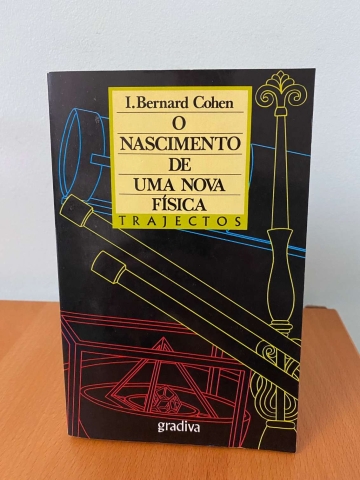 I. Bernard Cohen
O
NASCIMENTO
DE
UMA NOVA
FÍSICA
TRAJECTOS
gradiva